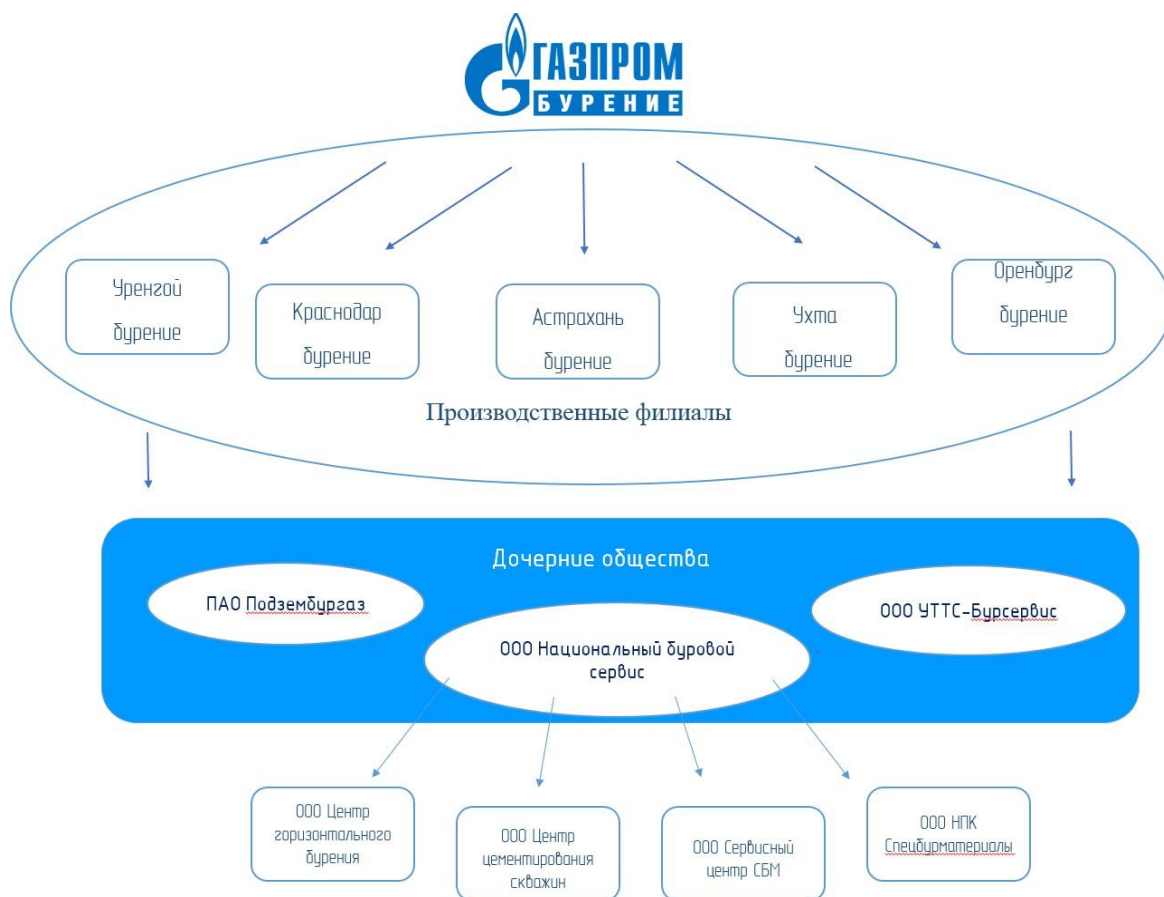 ГАЗПРОМ
БУРЕНИЕ
Уренгой
бурение
Краснодар
бурение
Астрахань
бурение
Ухта
бурение
Оренбург
бурение
Производственные филиалы
Дочерние общества
ПАО Подзембургаз
ООО Национальный буровой
сервис
ООО УТТС-Бурсервис
ООО Центр
горизонтального
бурения
ООО Центр
цементирования
скважин
ООО Сервисный
центр СБМ
ООО НПК
Спецбурматериалы